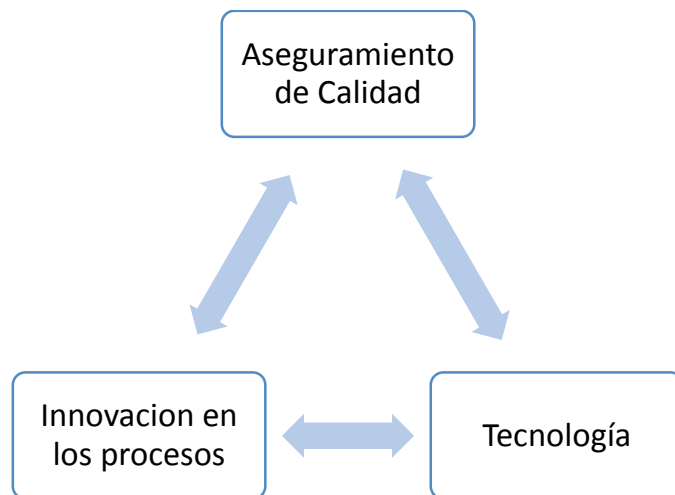 Aseguramiento
de Calidad
Innovacion en
los procesos
Tecnología